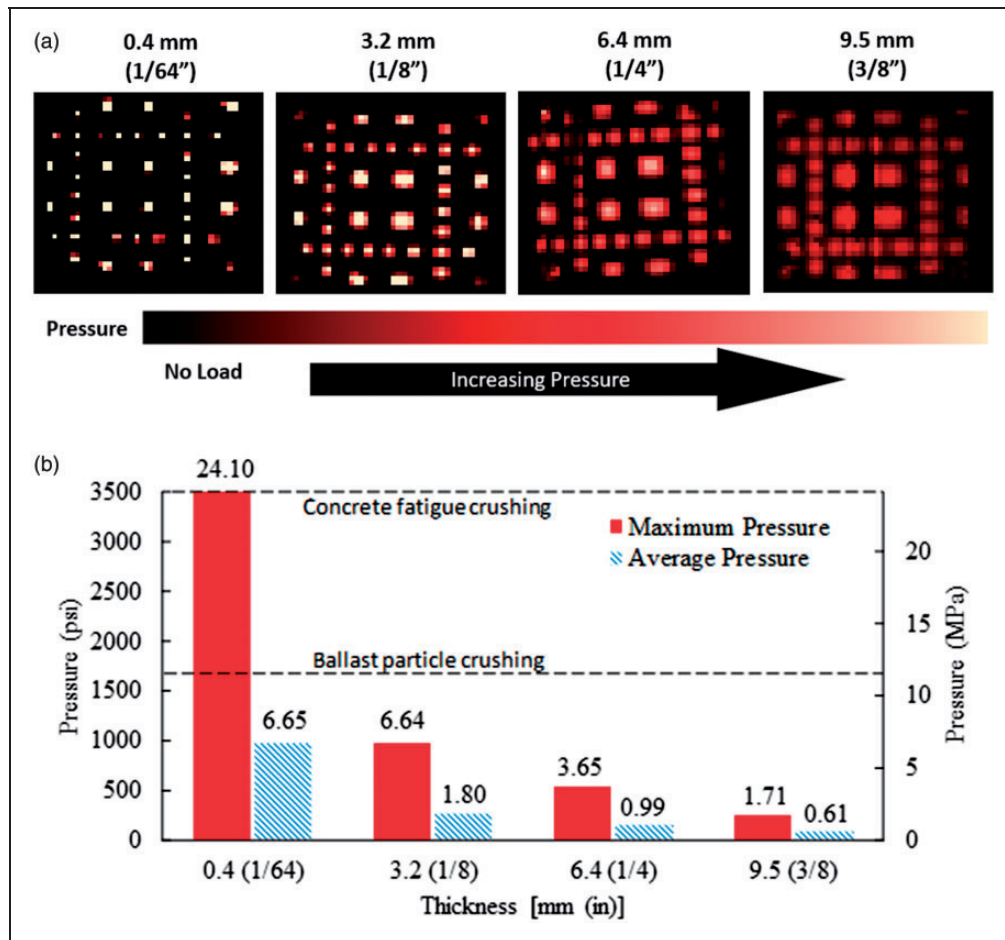 (a)
0.4 mm
(1/64”)
3.2 mm
(1/8”)
6.4 mm
(1/4”)
9.5 mm
(3/8”)
Pressure
No Load
Increasing Pressure
(b)
24.10
3500
3000
2500
2000
1500
1000
500
0
Pressure (psi)
Concrete fatigue crushing
Maximum Pressure
Average Pressure
Ballast particle crushing
6.65
6.64
1.80
3.65
0.99
1.71
0.61
20
15
10
5
0
Pressure (MPa)
0.4 (1/64)
3.2 (1/8)
6.4 (1/4)
9.5 (3/8)
Thickness [mm (in)]